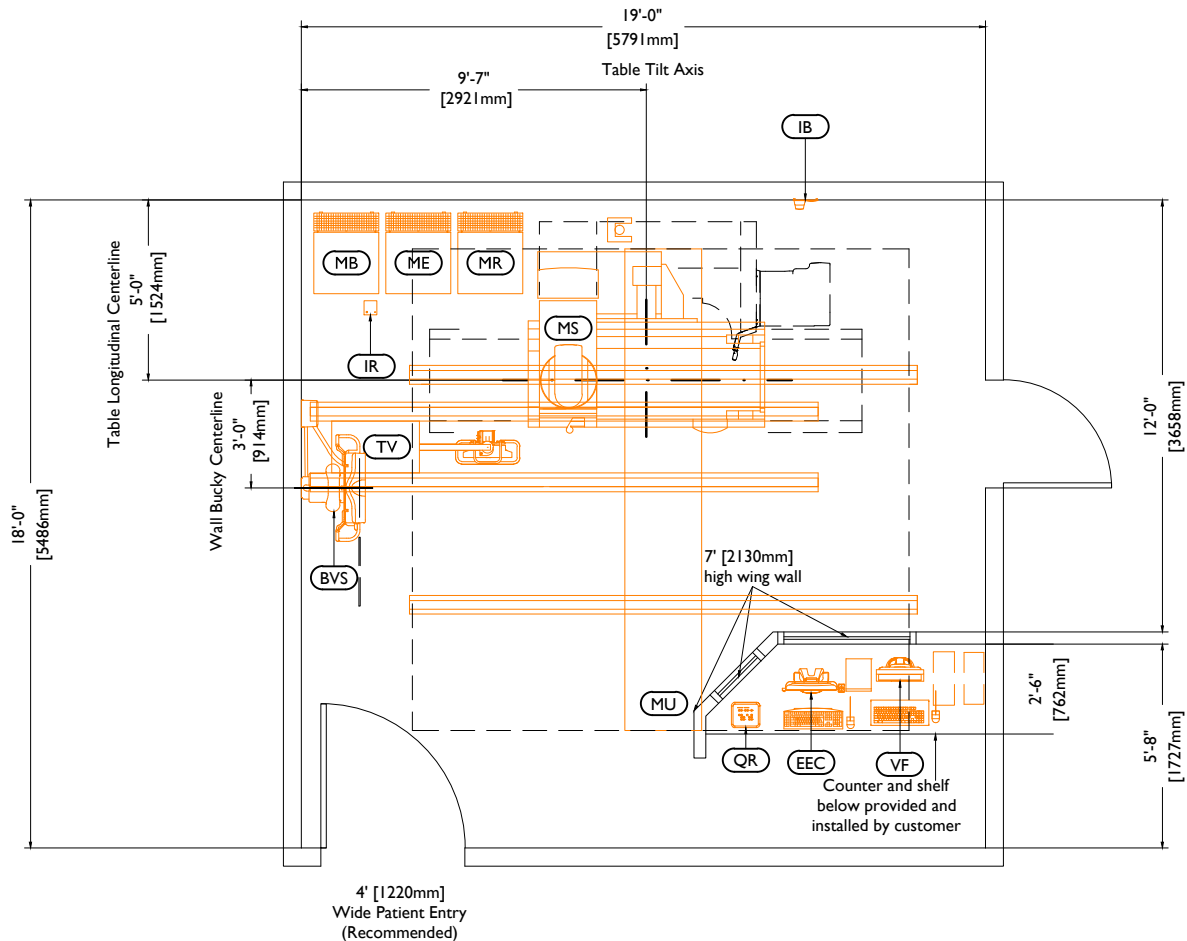 19'-0"
[5791mm]
Table Tilt Axis
9'-7"
[2921mm]
IB
MB
ME
MR
MS
IR
Table Longitudinal Centerline
5'-0"
[1524mm]
Wall Bucky Centerline
3'-0"
[914mm]
TV
BVS
18'-0"
[5486mm]
12'-0"
[3658mm]
7' [2130mm]
high wing wall
MU
QR
EEC
VF
2'-6"
[762mm]
5'-8"
[1727mm]
Counter and shelf
below provided and
installed by customer
4' [1220mm]
Wide Patient Entry
(Recommended)